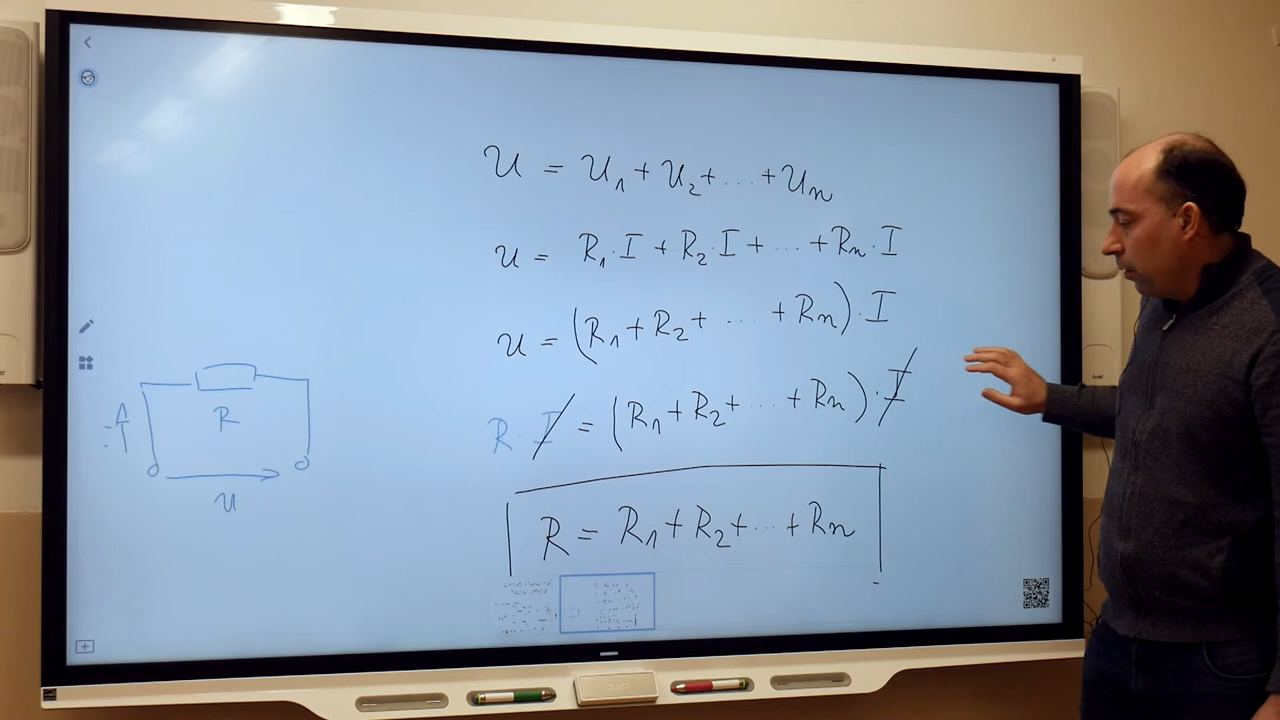 U = U₁ + U₂ + ... + Uₙ
U = R₁ · I + R₂ · I + ... + Rₙ · I
U = (R₁ + R₂ + ... + Rₙ) · I
R · I = (R₁ + R₂ + ... + Rₙ) · I
R = R₁ + R₂ + ... + Rₙ
R
U